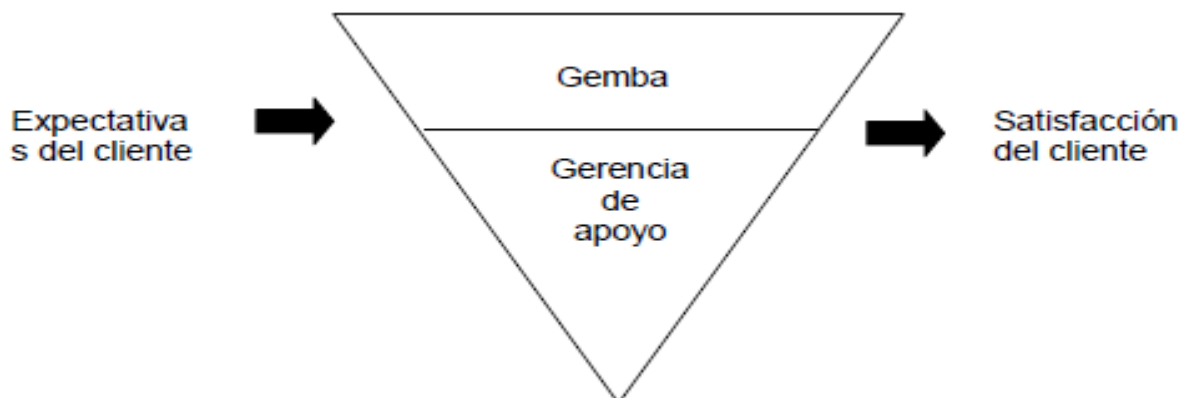 Gemba
Expectativa
s del cliente
Satisfacción
del cliente
Gerencia
de
apoyo